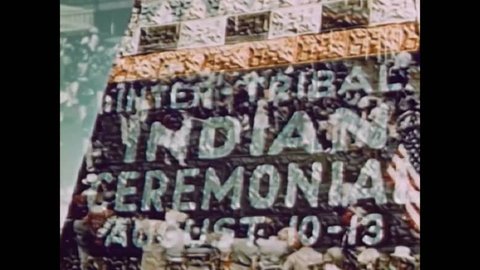 INTER-TRIBAL
INDIAN
CEREMONIAL
AUGUST 10-13